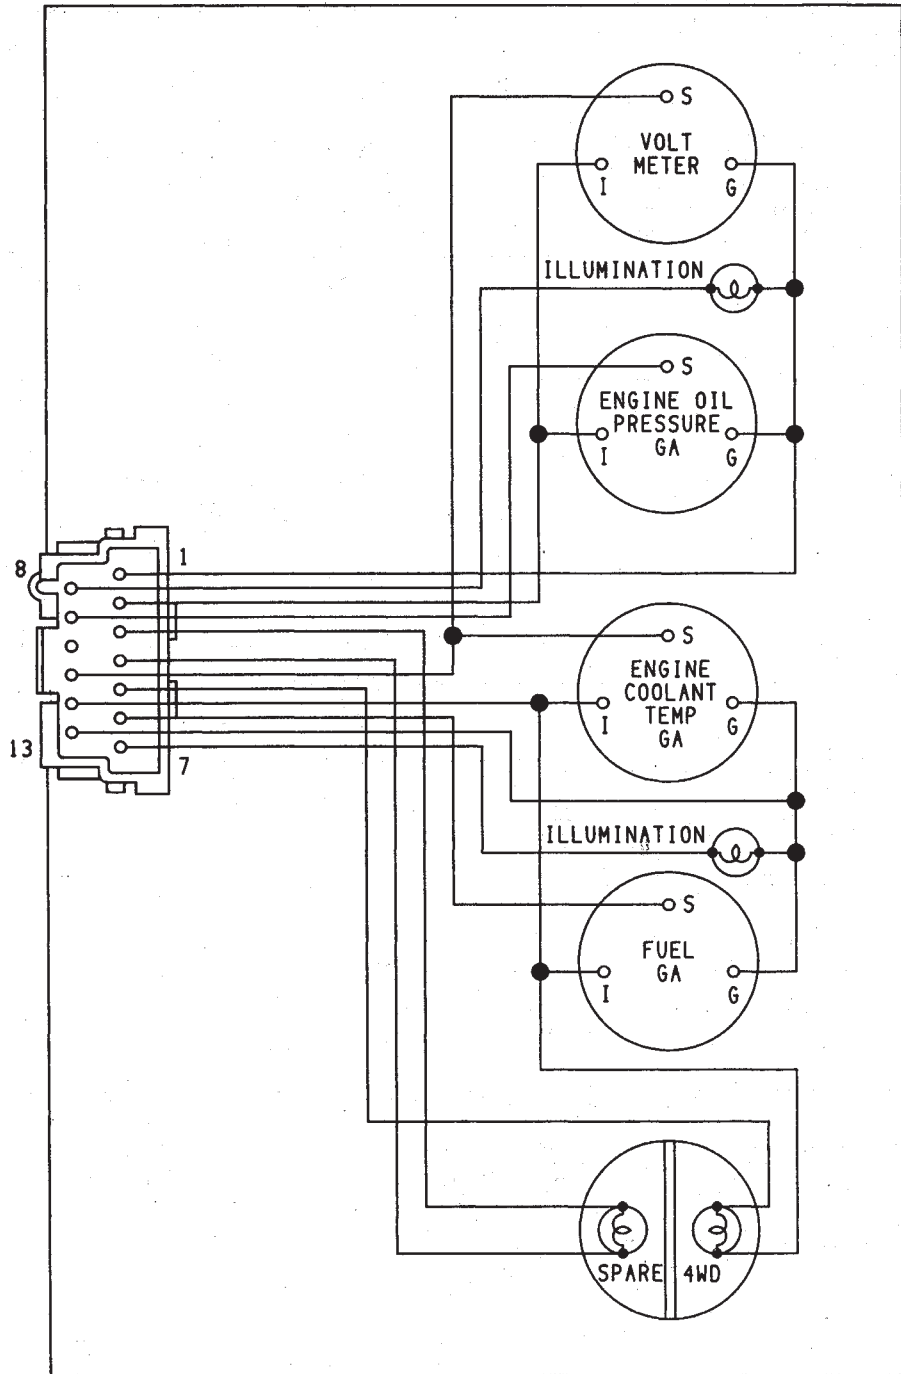 S
VOLT
METER
I
G
ILLUMINATION
S
ENGINE OIL
PRESSURE
GA
I
G
8
1
S
ENGINE
COOLANT
TEMP
GA
I
G
13
7
ILLUMINATION
S
FUEL
GA
I
G
SPARE
4WD